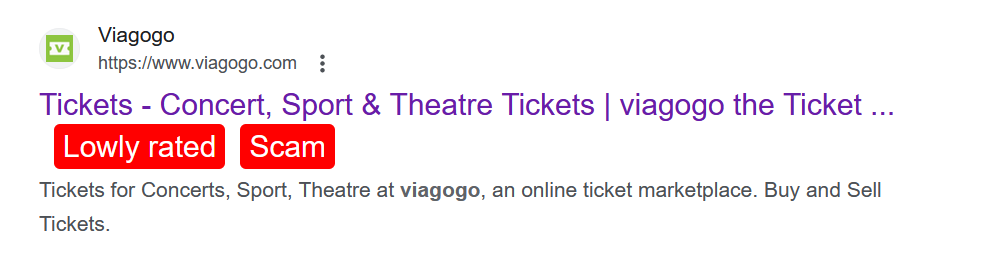 Viagogo
https://www.viagogo.com
Tickets - Concert, Sport & Theatre Tickets | viagogo the Ticket ...
Lowly rated Scam
Tickets for Concerts, Sport, Theatre at viagogo, an online ticket marketplace. Buy and Sell
Tickets.